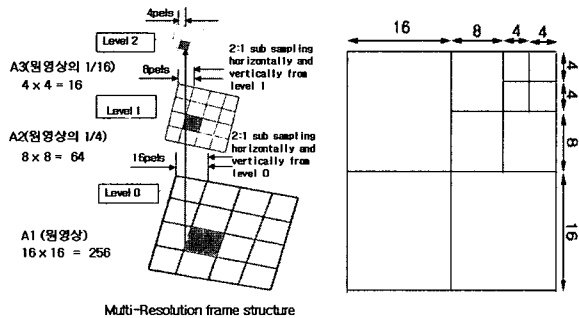 4pels
Level 2
A3(원영상의 1/16)
4 x 4 = 16
2:1 sub sampling
horizontally and
vertically from
level 1
8pels
Level 1
A2(원영상의 1/4)
8 x 8 = 64
2:1 sub sampling
horizontally and
vertically from
level 0
16pels
Level 0
A1 (원영상)
16 x 16 = 256
Multi-Resolution frame structure
16
8
4
4
4
4
8
16